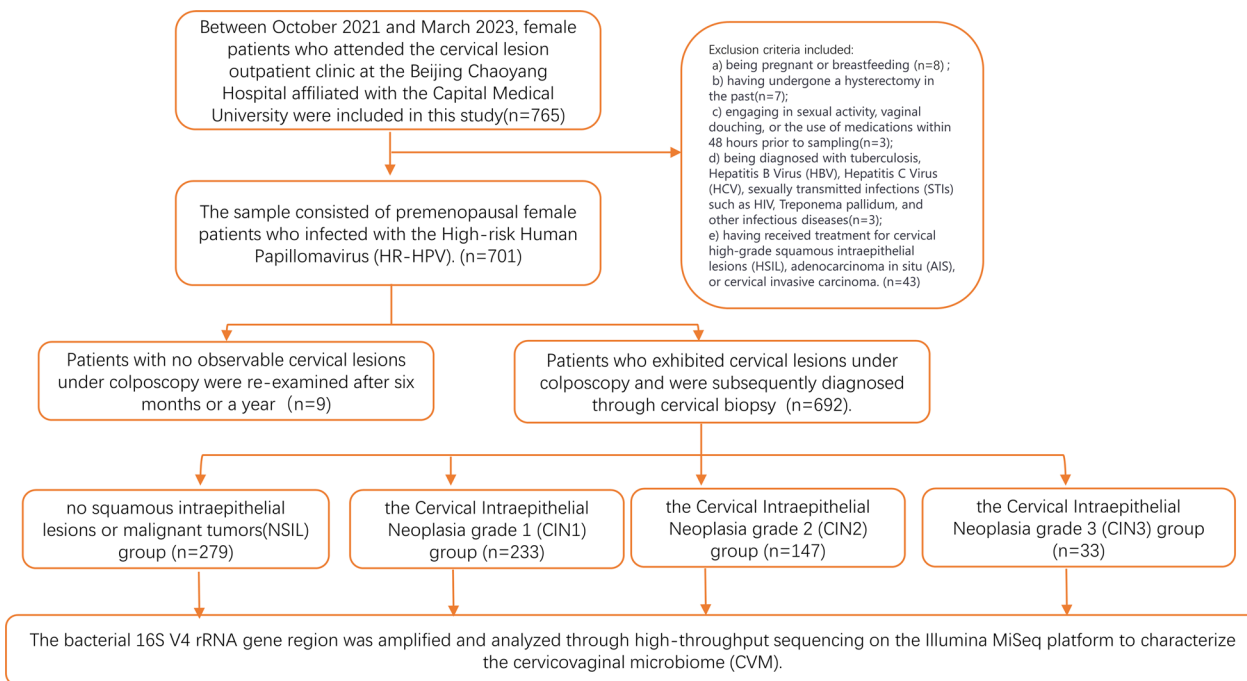 Between October 2021 and March 2023, female
patients who attended the cervical lesion
outpatient clinic at the Beijing Chaoyang
Hospital affiliated with the Capital Medical
University were included in this study(n=765)
Exclusion criteria included:
a) being pregnant or breastfeeding (n=8) ;
b) having undergone a hysterectomy in
the past(n=7);
c) engaging in sexual activity, vaginal
douching, or the use of medications within
48 hours prior to sampling(n=3);
d) being diagnosed with tuberculosis,
Hepatitis B Virus (HBV), Hepatitis C Virus
(HCV), sexually transmitted infections (STIs)
such as HIV, Treponema pallidum, and
other infectious diseases(n=3);
e) having received treatment for cervical
high-grade squamous intraepithelial
lesions (HSIL), adenocarcinoma in situ (AIS),
or cervical invasive carcinoma. (n=43)
The sample consisted of premenopausal female
patients who infected with the High-risk Human
Papillomavirus (HR-HPV). (n=701)
Patients with no observable cervical lesions
under colposcopy were re-examined after six
months or a year （n=9)
Patients who exhibited cervical lesions under
colposcopy and were subsequently diagnosed
through cervical biopsy (n=692).
no squamous intraepithelial
lesions or malignant tumors(NSIL)
group (n=279)
the Cervical Intraepithelial
Neoplasm grade 1 (CIN1)
group (n=233)
the Cervical Intraepithelial
Neoplasia grade 2 (CIN2)
group (n=147)
the Cervical Intraepithelial
Neoplasia grade 3 (CIN3) group
(n=33)
The bacterial 16S V4 rRNA gene region was amplified and analyzed through high-throughput sequencing on the Illumina MiSeq platform to characterize
the cervicovaginal microbiome (CVM).